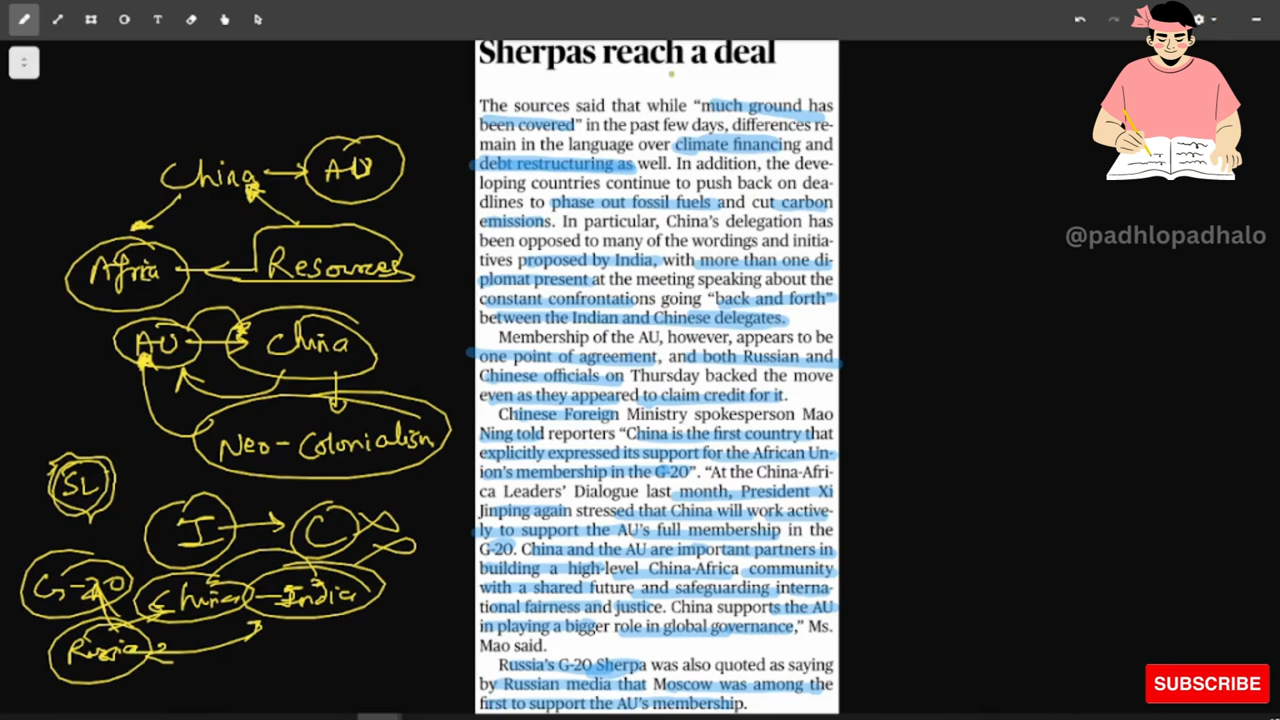 Sherpas reach a deal
The sources said that while “much ground has
been covered” in the past few days, differences re-
main in the language over climate financing and
debt restructuring as well. In addition, the deve-
loping countries continue to push back on dea-
dlines to phase out fossil fuels and cut carbon
emissions. In particular, China’s delegation has
been opposed to many of the wordings and initia-
tives proposed by India, with more than one di-
plomat present at the meeting speaking about the
constant confrontations going “back and forth”
between the Indian and Chinese delegates.
Membership of the AU, however, appears to be
one point of agreement, and both Russian and
Chinese officials on Thursday backed the move
even as they appeared to claim credit for it.
Chinese Foreign Ministry spokesperson Mao
Ning told reporters “China is the first country that
explicitly expressed its support for the African Un-
ion’s membership in the G-20”. “At the China-Afri-
ca Leaders’ Dialogue last month, President Xi
Jinping again stressed that China will work active-
ly to support the AU’s full membership in the
G-20. China and the AU are important partners in
building a high-level China-Africa community
with a shared future and safeguarding interna-
tional fairness and justice. China supports the AU
in playing a bigger role in global governance,” Ms.
Mao said.
Russia’s G-20 Sherpa was also quoted as saying
by Russian media that Moscow was among the
first to support the AU’s membership.
China AU
Africa Resources
AU China
Neo-Colonialism
SL
I C
G-20 China India
Russia
@padhlopadhalo
SUBSCRIBE
T